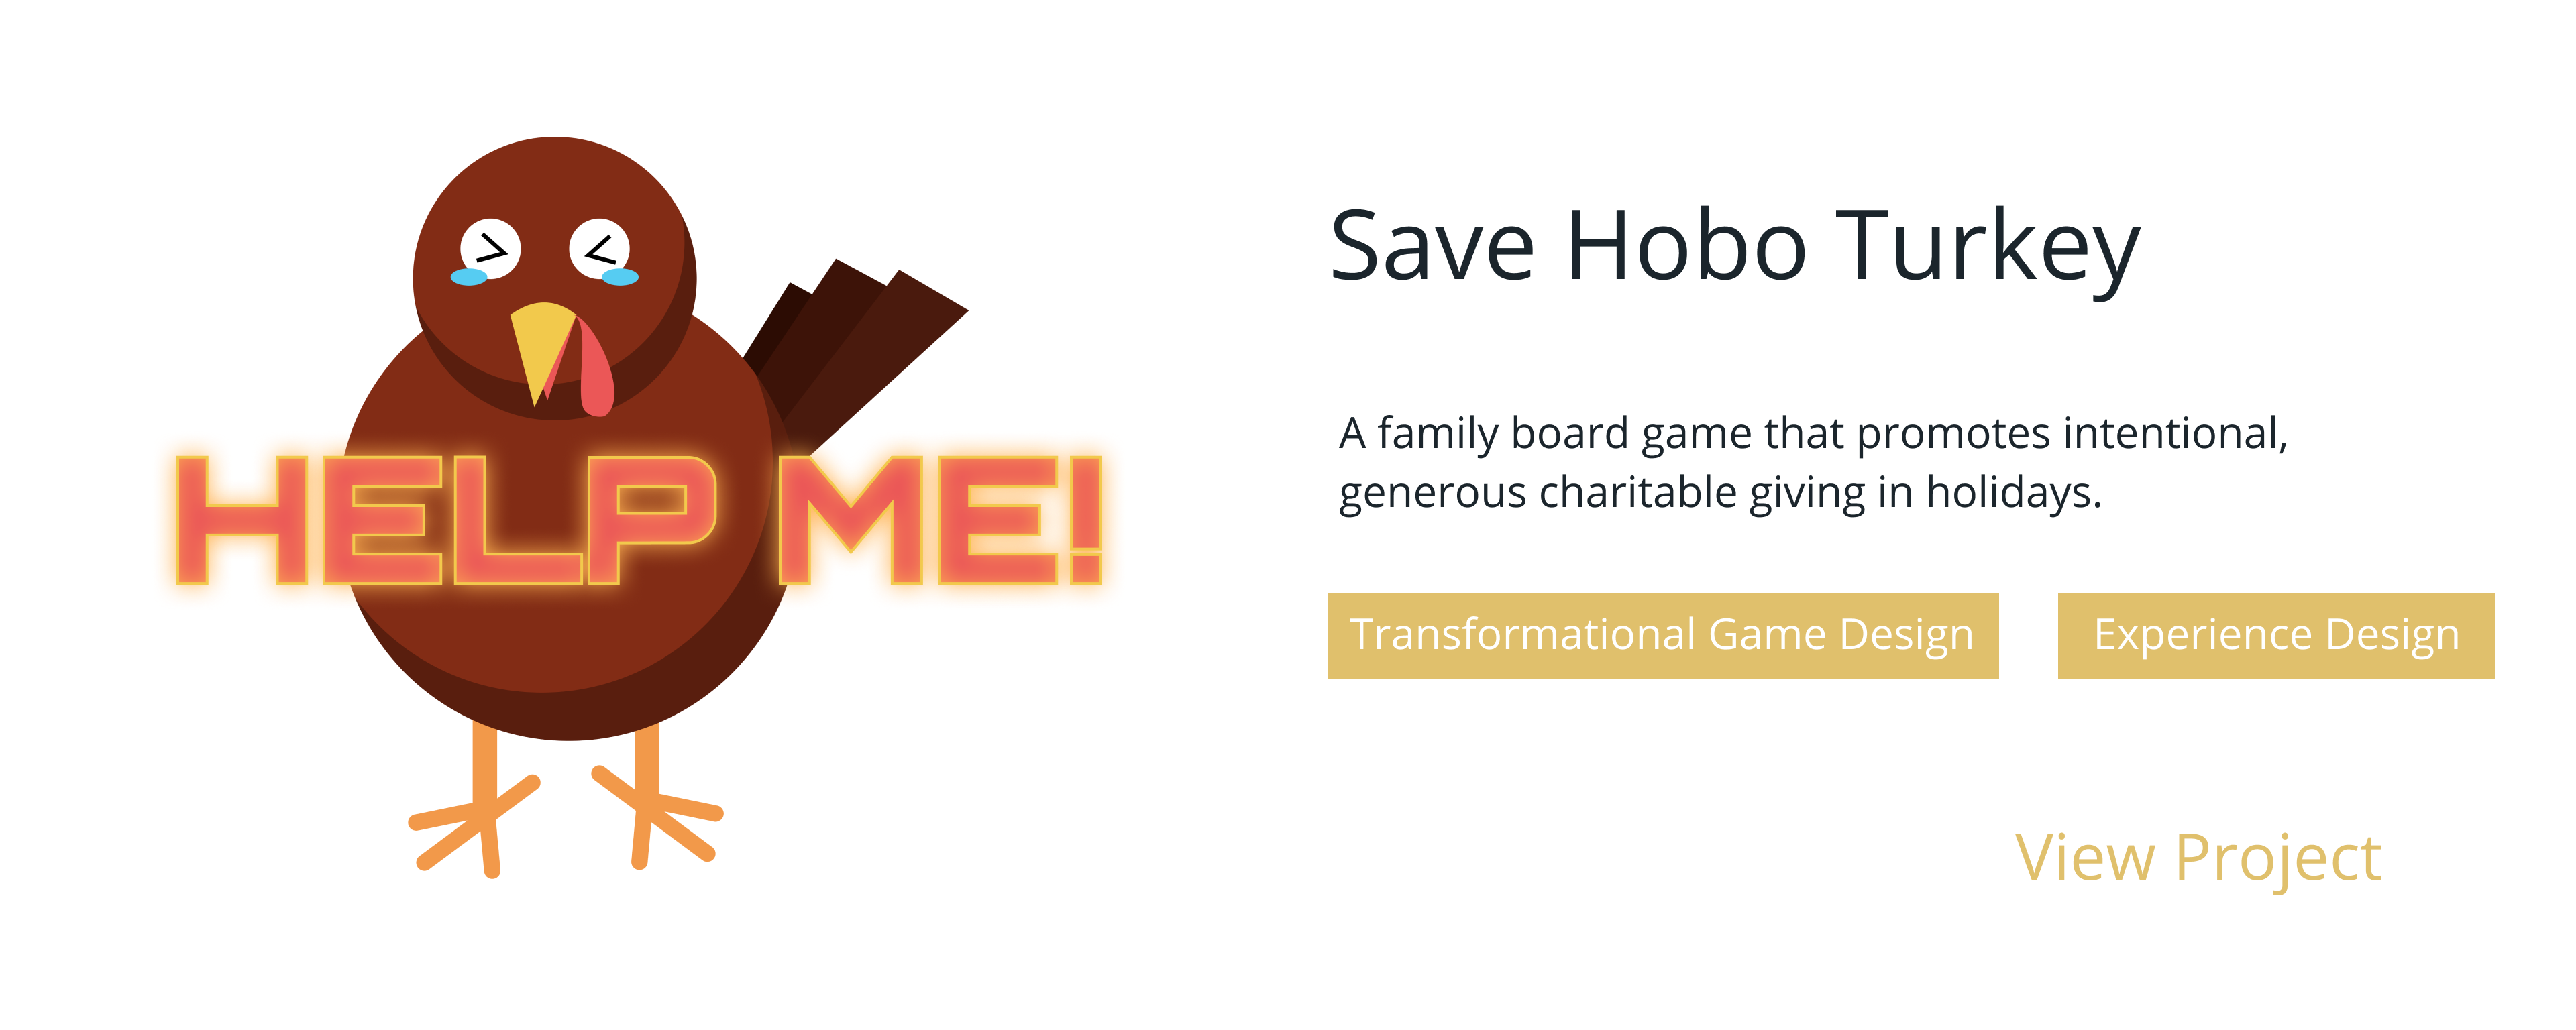 HELP ME!
Save Hobo Turkey
A family board game that promotes intentional,
generous charitable giving in holidays.
Transformational Game Design
Experience Design
View Project